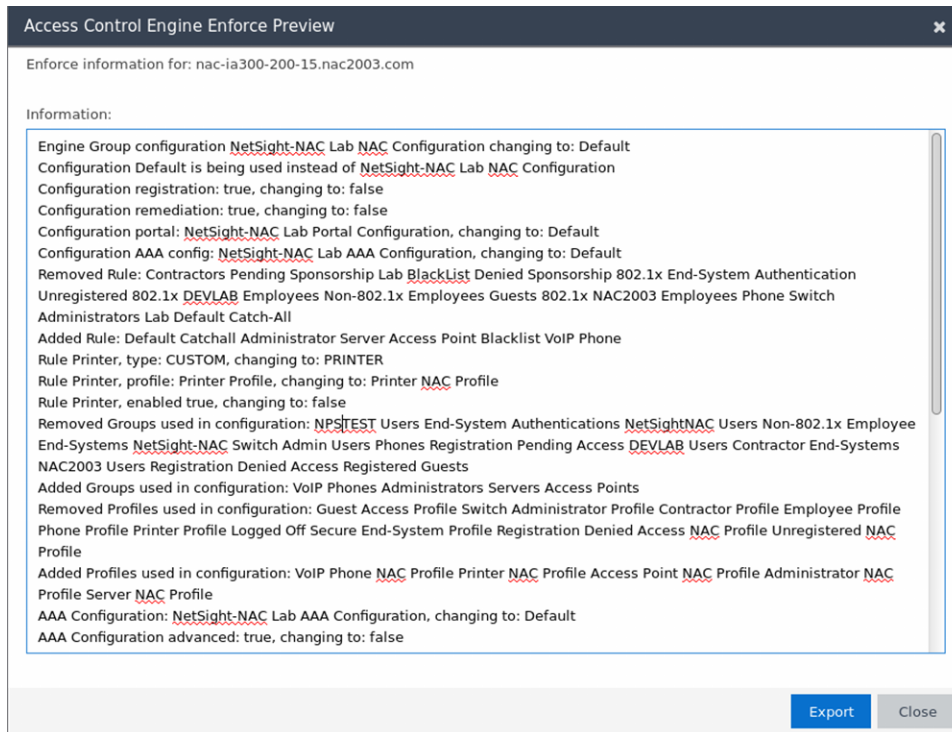 Access Control Engine Enforce Preview
Enforce information for: nac-ia300-200-15.nac2003.com
Information:
Engine Group configuration NetSight-NAC Lab NAC Configuration changing to: Default
Configuration Default is being used instead of NetSight-NAC Lab NAC Configuration
Configuration registration: true, changing to: false
Configuration remediation: true, changing to: false
Configuration portal: NetSight-NAC Lab Portal Configuration, changing to: Default
Configuration AAA config: NetSight-NAC Lab AAA Configuration, changing to: Default
Removed Rule: Contractors Pending Sponsorship Lab BlackList Denied Sponsorship 802.1x End-System Authentication
Unregistered 802.1x DEVLAB Employees Non-802.1x Employees Guests 802.1x NAC2003 Employees Phone Switch
Administrators Lab Default Catch-All
Added Rule: Default Catchall Administrator Server Access Point Blacklist VoIP Phone
Rule Printer, type: CUSTOM, changing to: PRINTER
Rule Printer, profile: Printer Profile, changing to: Printer NAC Profile
Rule Printer, enabled true, changing to: false
Removed Groups used in configuration: NPSTEST Users End-System Authentications NetSightNAC Users Non-802.1x Employee
End-Systems NetSight-NAC Switch Admin Users Phones Registration Pending Access DEVLAB Users Contractor End-Systems
NAC2003 Users Registration Denied Access Registered Guests
Added Groups used in configuration: VoIP Phones Administrators Servers Access Points
Removed Profiles used in configuration: Guest Access Profile Switch Administrator Profile Contractor Profile Employee Profile
Phone Profile Printer Profile Logged Off Secure End-System Profile Registration Denied Access NAC Profile Unregistered NAC
Profile
Added Profiles used in configuration: VoIP Phone NAC Profile Printer NAC Profile Access Point NAC Profile Administrator NAC
Profile Server NAC Profile
AAA Configuration: NetSight-NAC Lab AAA Configuration, changing to: Default
AAA Configuration advanced: true, changing to: false
Export Close